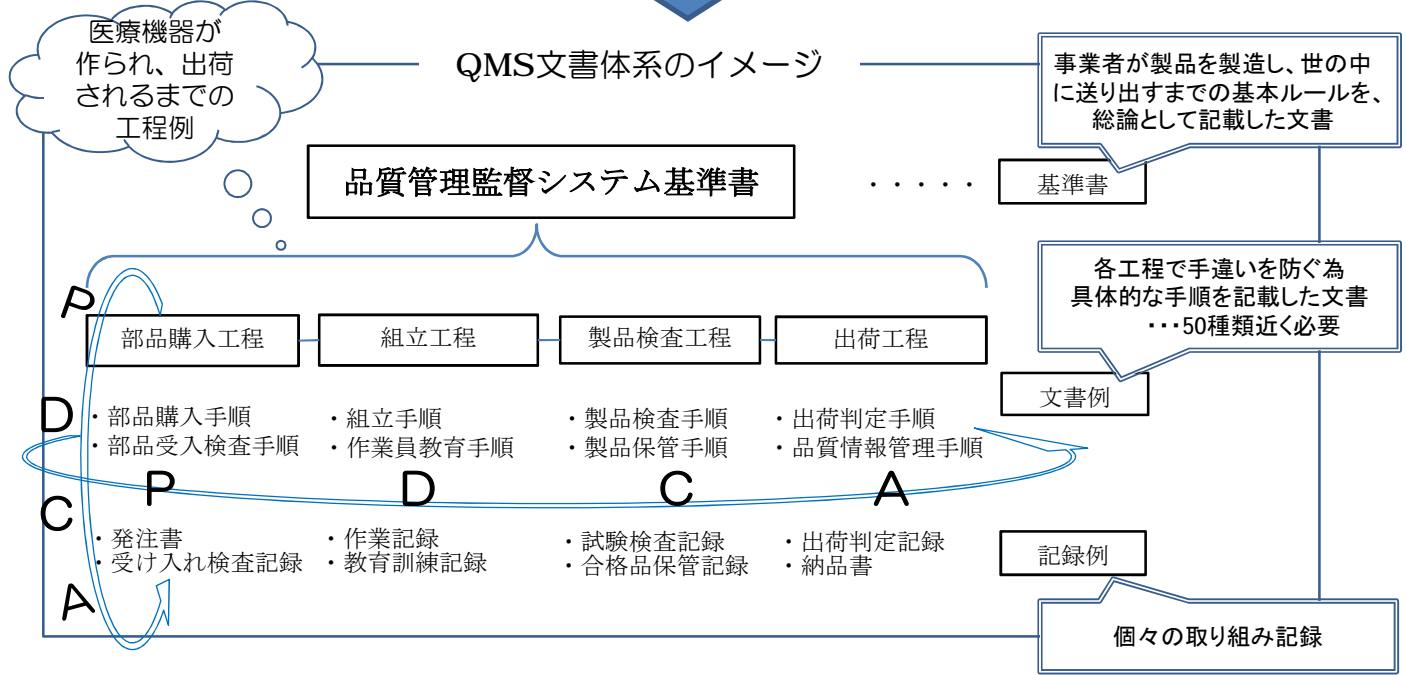 医療機器が
作られ、出荷
されるまでの
工程例
QMS文書体系のイメージ
事業者が製品を製造し、世の中
に送り出すまでの基本ルールを、
総論として記載した文書
品質管理監督システム基準書
・・・・・
基準書
各工程で手違いを防ぐ為
具体的な手順を記載した文書
・・・50種類近く必要
P
部品購入工程
組立工程
製品検査工程
出荷工程
文書例
D
・部品購入手順
・部品受入検査手順
・組立手順
・作業員教育手順
・製品検査手順
・製品保管手順
・出荷判定手順
・品質情報管理手順
P
D
C
A
C
・発注書
・受け入れ検査記録
・作業記録
・教育訓練記録
・試験検査記録
・合格品保管記録
・出荷判定記録
・納品書
記録例
A
個々の取り組み記録